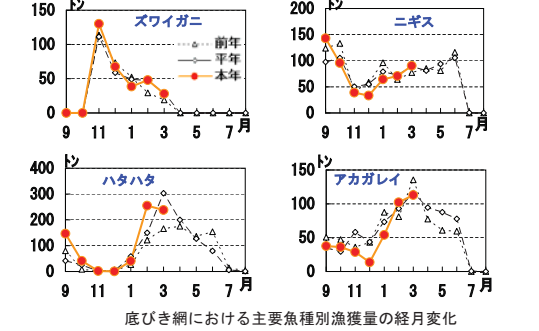 トン
ズワイガニ
150
100
50
0
前年
平年
本年
9 11 1 3 5 7 月
トン
ニギス
200
150
100
50
0
9 11 1 3 5 7 月
トン
ハタハタ
400
300
200
100
0
9 11 1 3 5 7 月
トン
アカガレイ
150
100
50
0
9 11 1 3 5 7 月
底びき網における主要魚種別漁獲量の経月変化